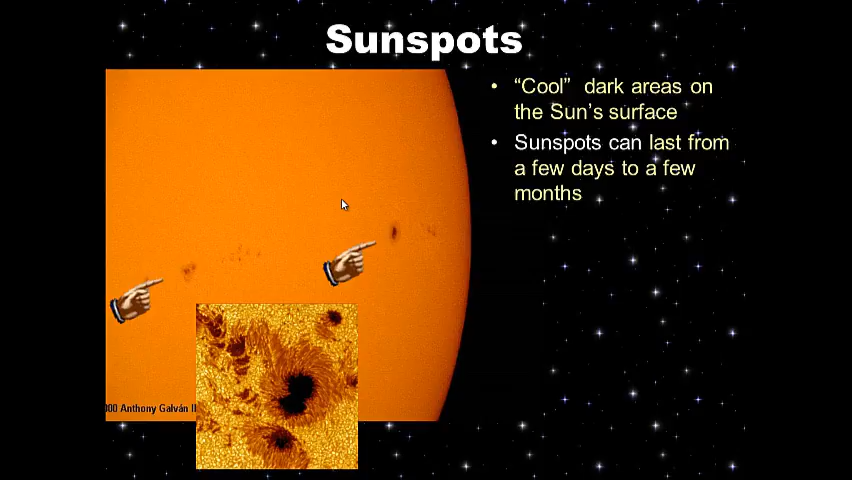 Sunspots
• “Cool” dark areas on
the Sun’s surface
• Sunspots can last from
a few days to a few
months
000 Anthony Galván II